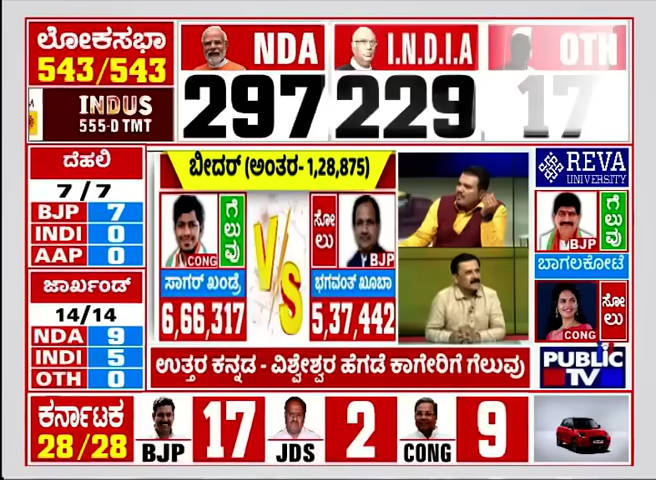 ಲೋಕಸಭಾ
543/543
NDA
297
I.N.D.I.A
229
OTH
17
INDUS
555-D TMT
ದೆಹಲಿ
7/7
BJP 7
INDI 0
AAP 0
ಜಾರ್ಖಂಡ್
14/14
NDA 9
INDI 5
OTH 0
ಬೀದರ್ (ಅಂತರ-1,28,875)
ಗೆಲುವು
CONG
ಸಾಗರ್ ಖಂಡ್ರೆ
6,66,317
VS
ಸೋಲು
BJP
ಭಗವಂತ್ ಖೂಬಾ
5,37,442
REVA
UNIVERSITY
BJP
ಗೆಲುವು
ಬಾಗಲಕೋಟೆ
CONG
ಸೋಲು
PUBLIC
TV
ಉತ್ತರ ಕನ್ನಡ - ವಿಶ್ವೇಶ್ವರ ಹೆಗಡೆ ಕಾಗೇರಿಗೆ ಗೆಲುವು
ಕರ್ನಾಟಕ
28/28
BJP 17
JDS 2
CONG 9